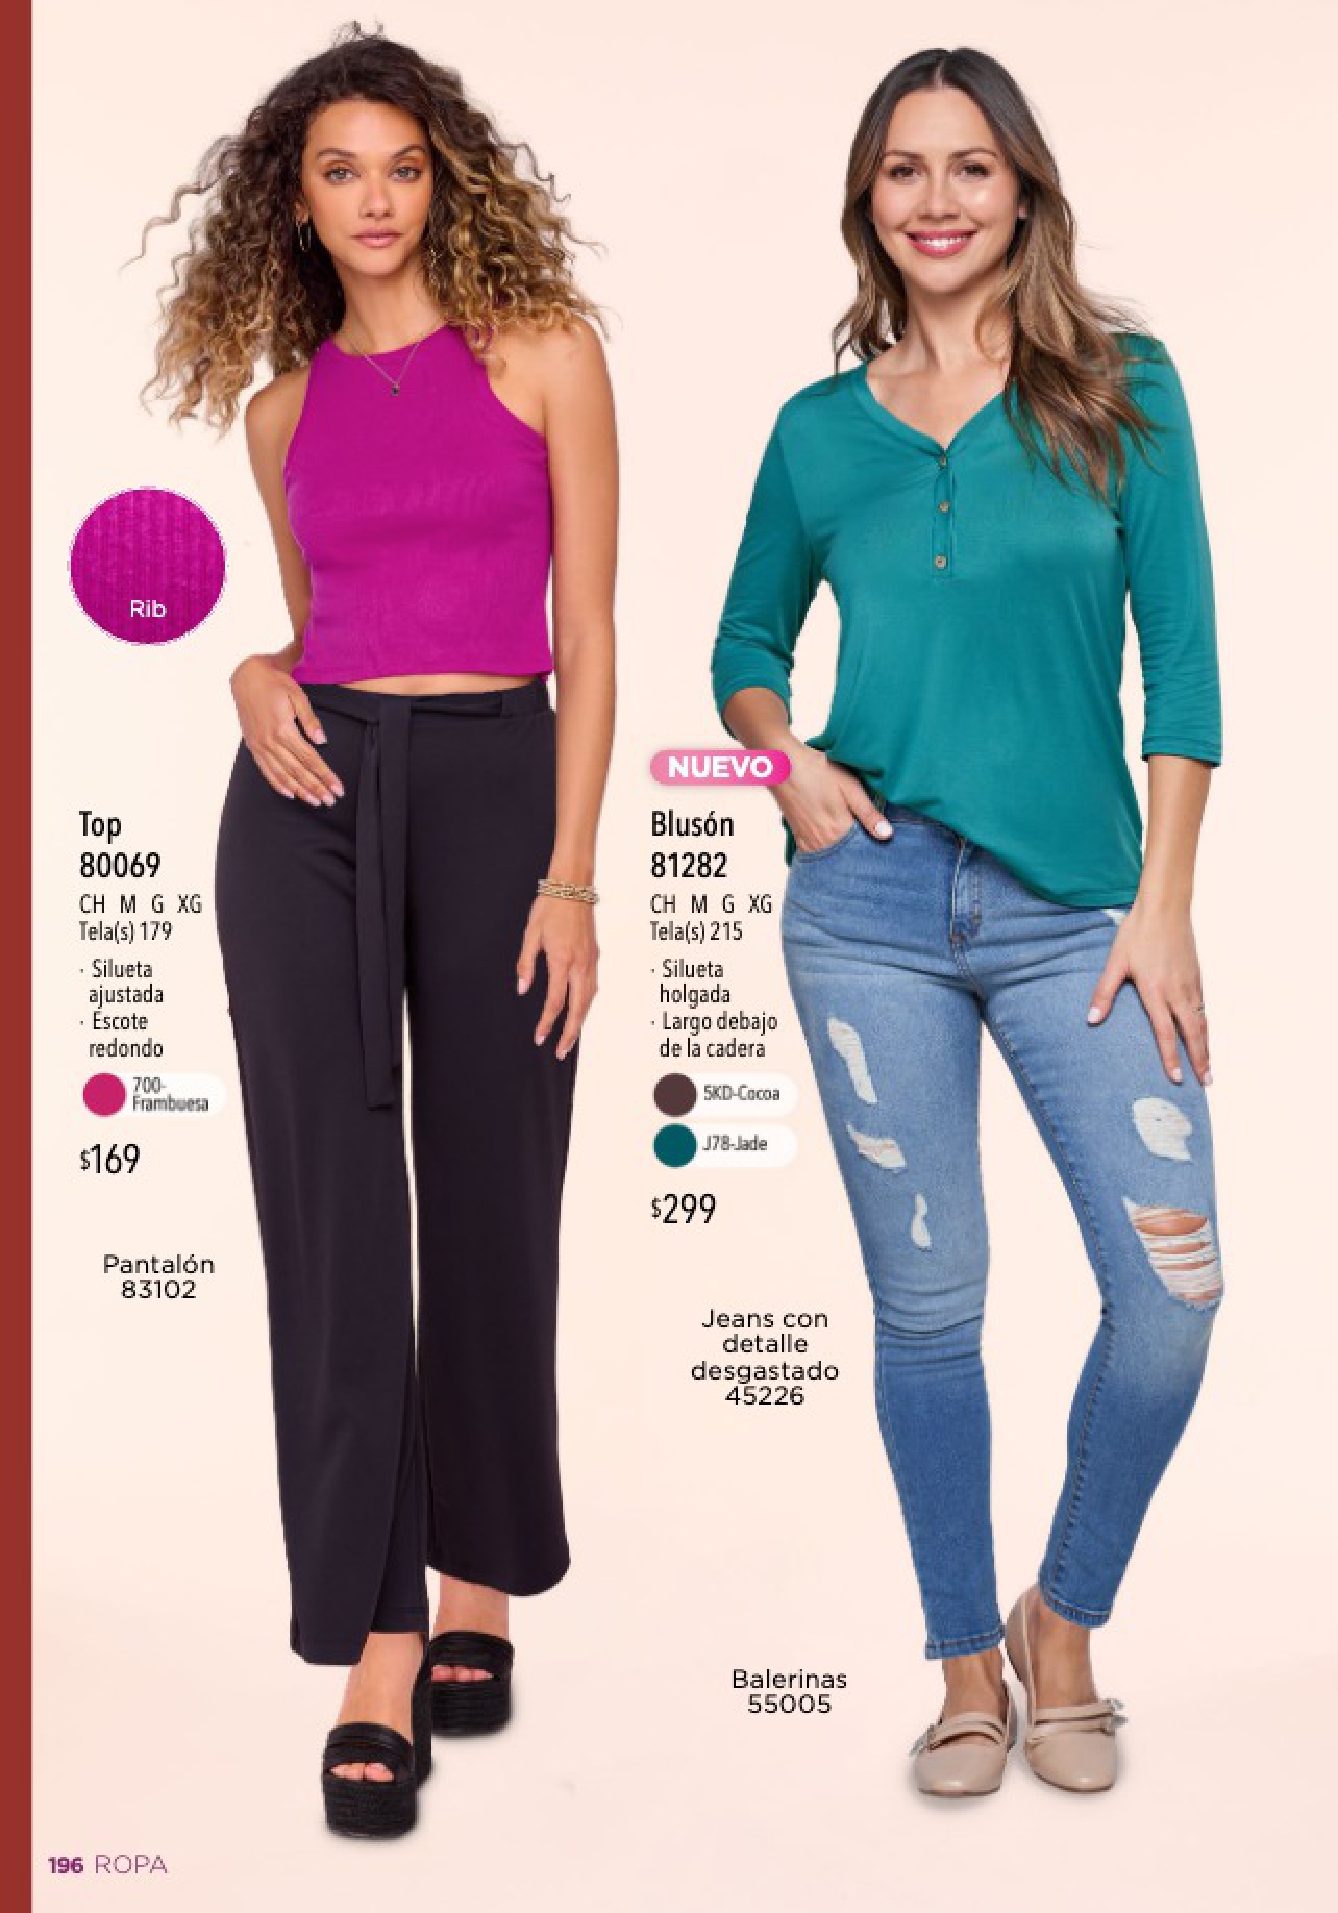 Rib
Top
80069
CH M G XG
Tela(s) 179
· Silueta
ajustada
· Escote
redondo
700-
Frambuesa
$169
Pantalón
83102
NUEVO
Blusón
81282
CH M G XG
Tela(s) 215
· Silueta
holgada
· Largo debajo
de la cadera
5KD-Cocoa
J78-Jade
$299
Jeans con
detalle
desgastado
45226
Balerinas
55005
196 ROPA